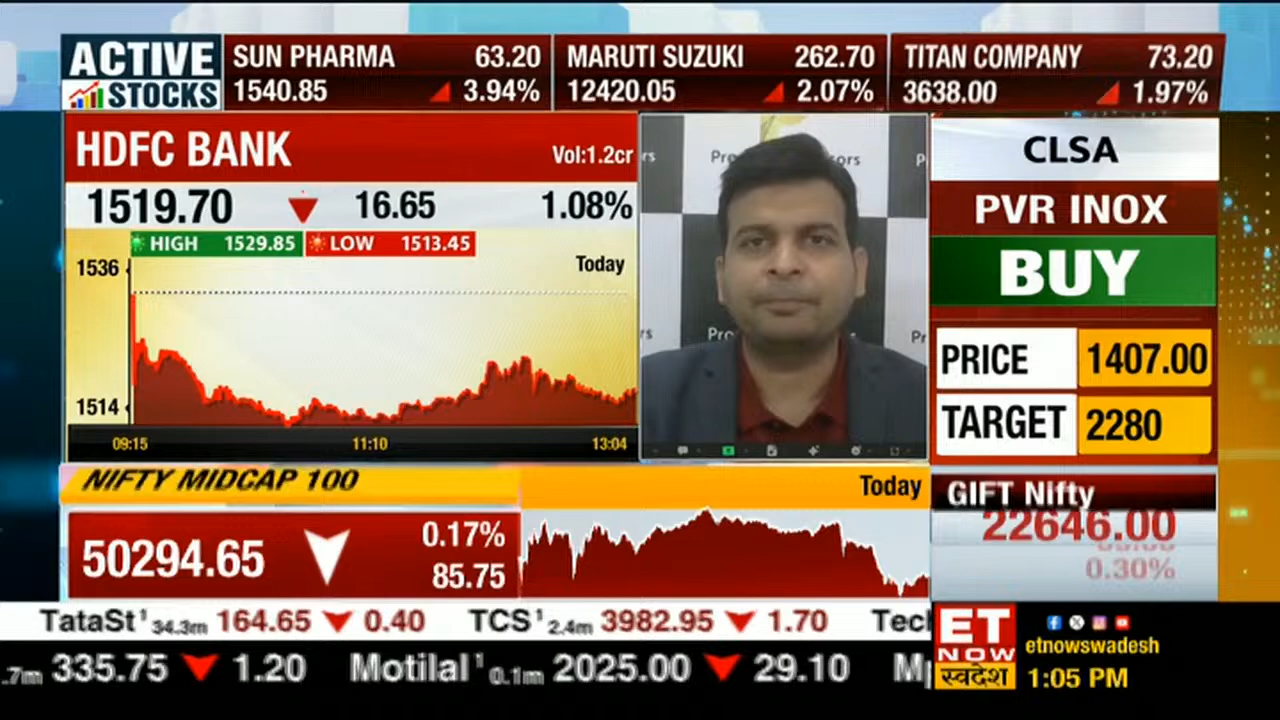 ACTIVE
STOCKS
SUN PHARMA 63.20
1540.85 3.94%
MARUTI SUZUKI 262.70
12420.05 2.07%
TITAN COMPANY 73.20
3638.00 1.97%
HDFC BANK
Vol:1.2cr
1519.70 16.65 1.08%
HIGH 1529.85 LOW 1513.45
Today
1536
1514
09:15 11:10 13:04
CLSA
PVR INOX
BUY
PRICE 1407.00
TARGET 2280
NIFTY MIDCAP 100
Today
50294.65
0.17%
85.75
GIFT Nifty
22646.00
0.30%
TataSt¹ 34.3m 164.65 0.40 TCS¹ 2.4m 3982.95 1.70 Tech
.7m 335.75 1.20 Motilal¹ 0.1m 2025.00 29.10
ET
NOW
स्वदेश
etnowswadesh
1:05 PM